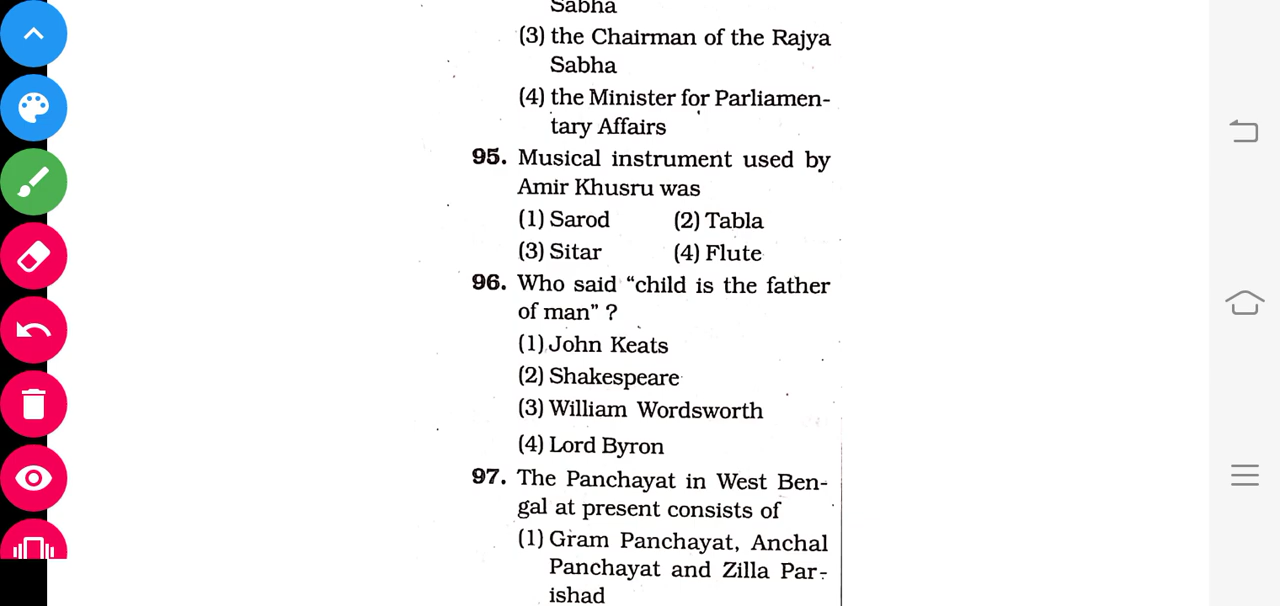 Sabha
(3) the Chairman of the Rajya
Sabha
(4) the Minister for Parliamen-
tary Affairs
95. Musical instrument used by
Amir Khusru was
(1) Sarod (2) Tabla
(3) Sitar (4) Flute
96. Who said “child is the father
of man” ?
(1) John Keats
(2) Shakespeare
(3) William Wordsworth
(4) Lord Byron
97. The Panchayat in West Ben-
gal at present consists of
(1) Gram Panchayat, Anchal
Panchayat and Zilla Par-
ishad